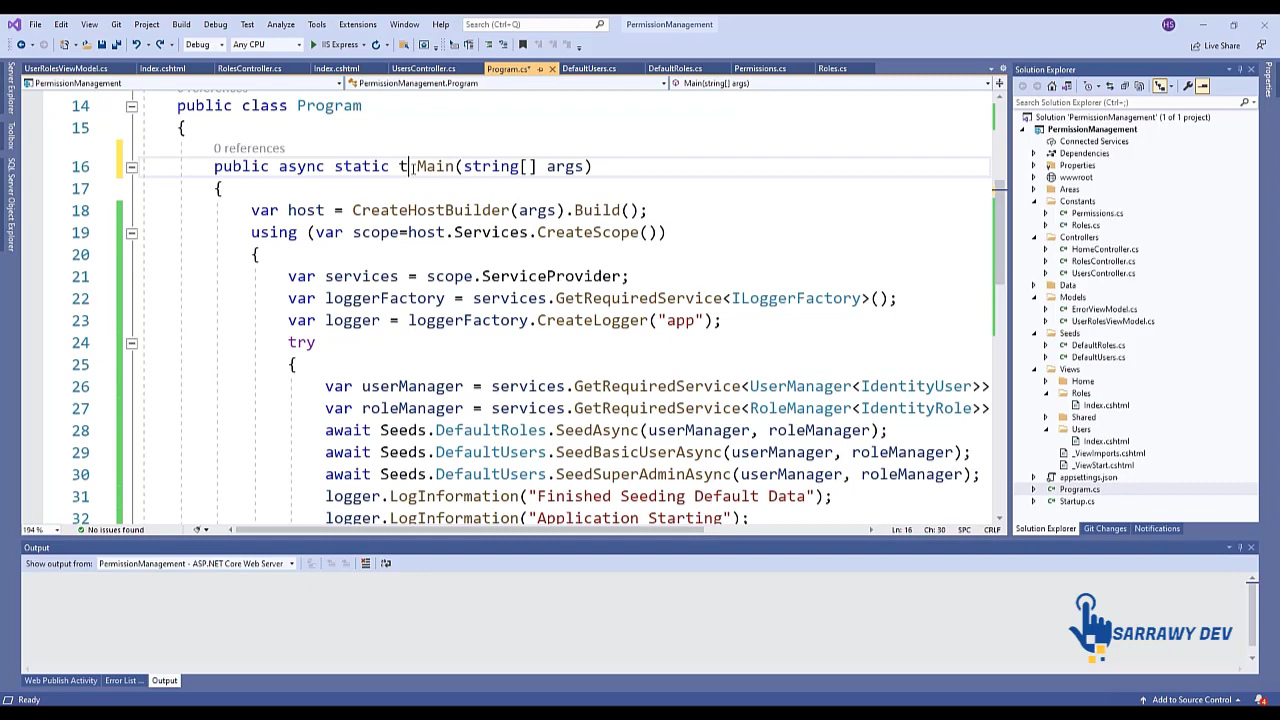 File Edit View Git Project Build Debug Test Analyze Tools Extensions Window Help Search (Ctrl+Q) PermissionManagement HS
Debug Any CPU IIS Express Live Share
UserRolesViewModel.cs Index.cshtml RolesController.cs Index.cshtml UsersController.cs Program.cs* DefaultUsers.cs DefaultRoles.cs Permissions.cs Roles.cs
PermissionManagement PermissionManagement.Program Main(string[] args)
Server Explorer
Toolbox
SQL Server Object Explorer
14 public class Program
15 {
0 references
16 public async static t Main(string[] args)
17 {
18 var host = CreateHostBuilder(args).Build();
19 using (var scope=host.Services.CreateScope())
20 {
21 var services = scope.ServiceProvider;
22 var loggerFactory = services.GetRequiredService<ILoggerFactory>();
23 var logger = loggerFactory.CreateLogger("app");
24 try
25 {
26 var userManager = services.GetRequiredService<UserManager<IdentityUser>>
27 var roleManager = services.GetRequiredService<RoleManager<IdentityRole>>
28 await Seeds.DefaultRoles.SeedAsync(userManager, roleManager);
29 await Seeds.DefaultUsers.SeedBasicUserAsync(userManager, roleManager);
30 await Seeds.DefaultUsers.SeedSuperAdminAsync(userManager, roleManager);
31 logger.LogInformation("Finished Seeding Default Data");
32 logger.LogInformation("Application Starting");
194 % No issues found Ln: 16 Ch: 30 SPC CRLF
Solution Explorer
Search Solution Explorer (Ctrl+;)
Solution 'PermissionManagement' (1 of 1 project)
PermissionManagement
Connected Services
Dependencies
Properties
wwwroot
Areas
Constants
Permissions.cs
Roles.cs
Controllers
HomeController.cs
RolesController.cs
UsersController.cs
Data
Models
ErrorViewModel.cs
UserRolesViewModel.cs
Seeds
DefaultRoles.cs
DefaultUsers.cs
Views
Home
Roles
Index.cshtml
Shared
Users
Index.cshtml
_ViewImports.cshtml
_ViewStart.cshtml
appsettings.json
Program.cs
Startup.cs
Solution Explorer Git Changes Notifications
Properties
Output
Show output from: PermissionManagement - ASP.NET Core Web Server
SARRAWY DEV
Web Publish Activity Error List ... Output
Ready Add to Source Control 4